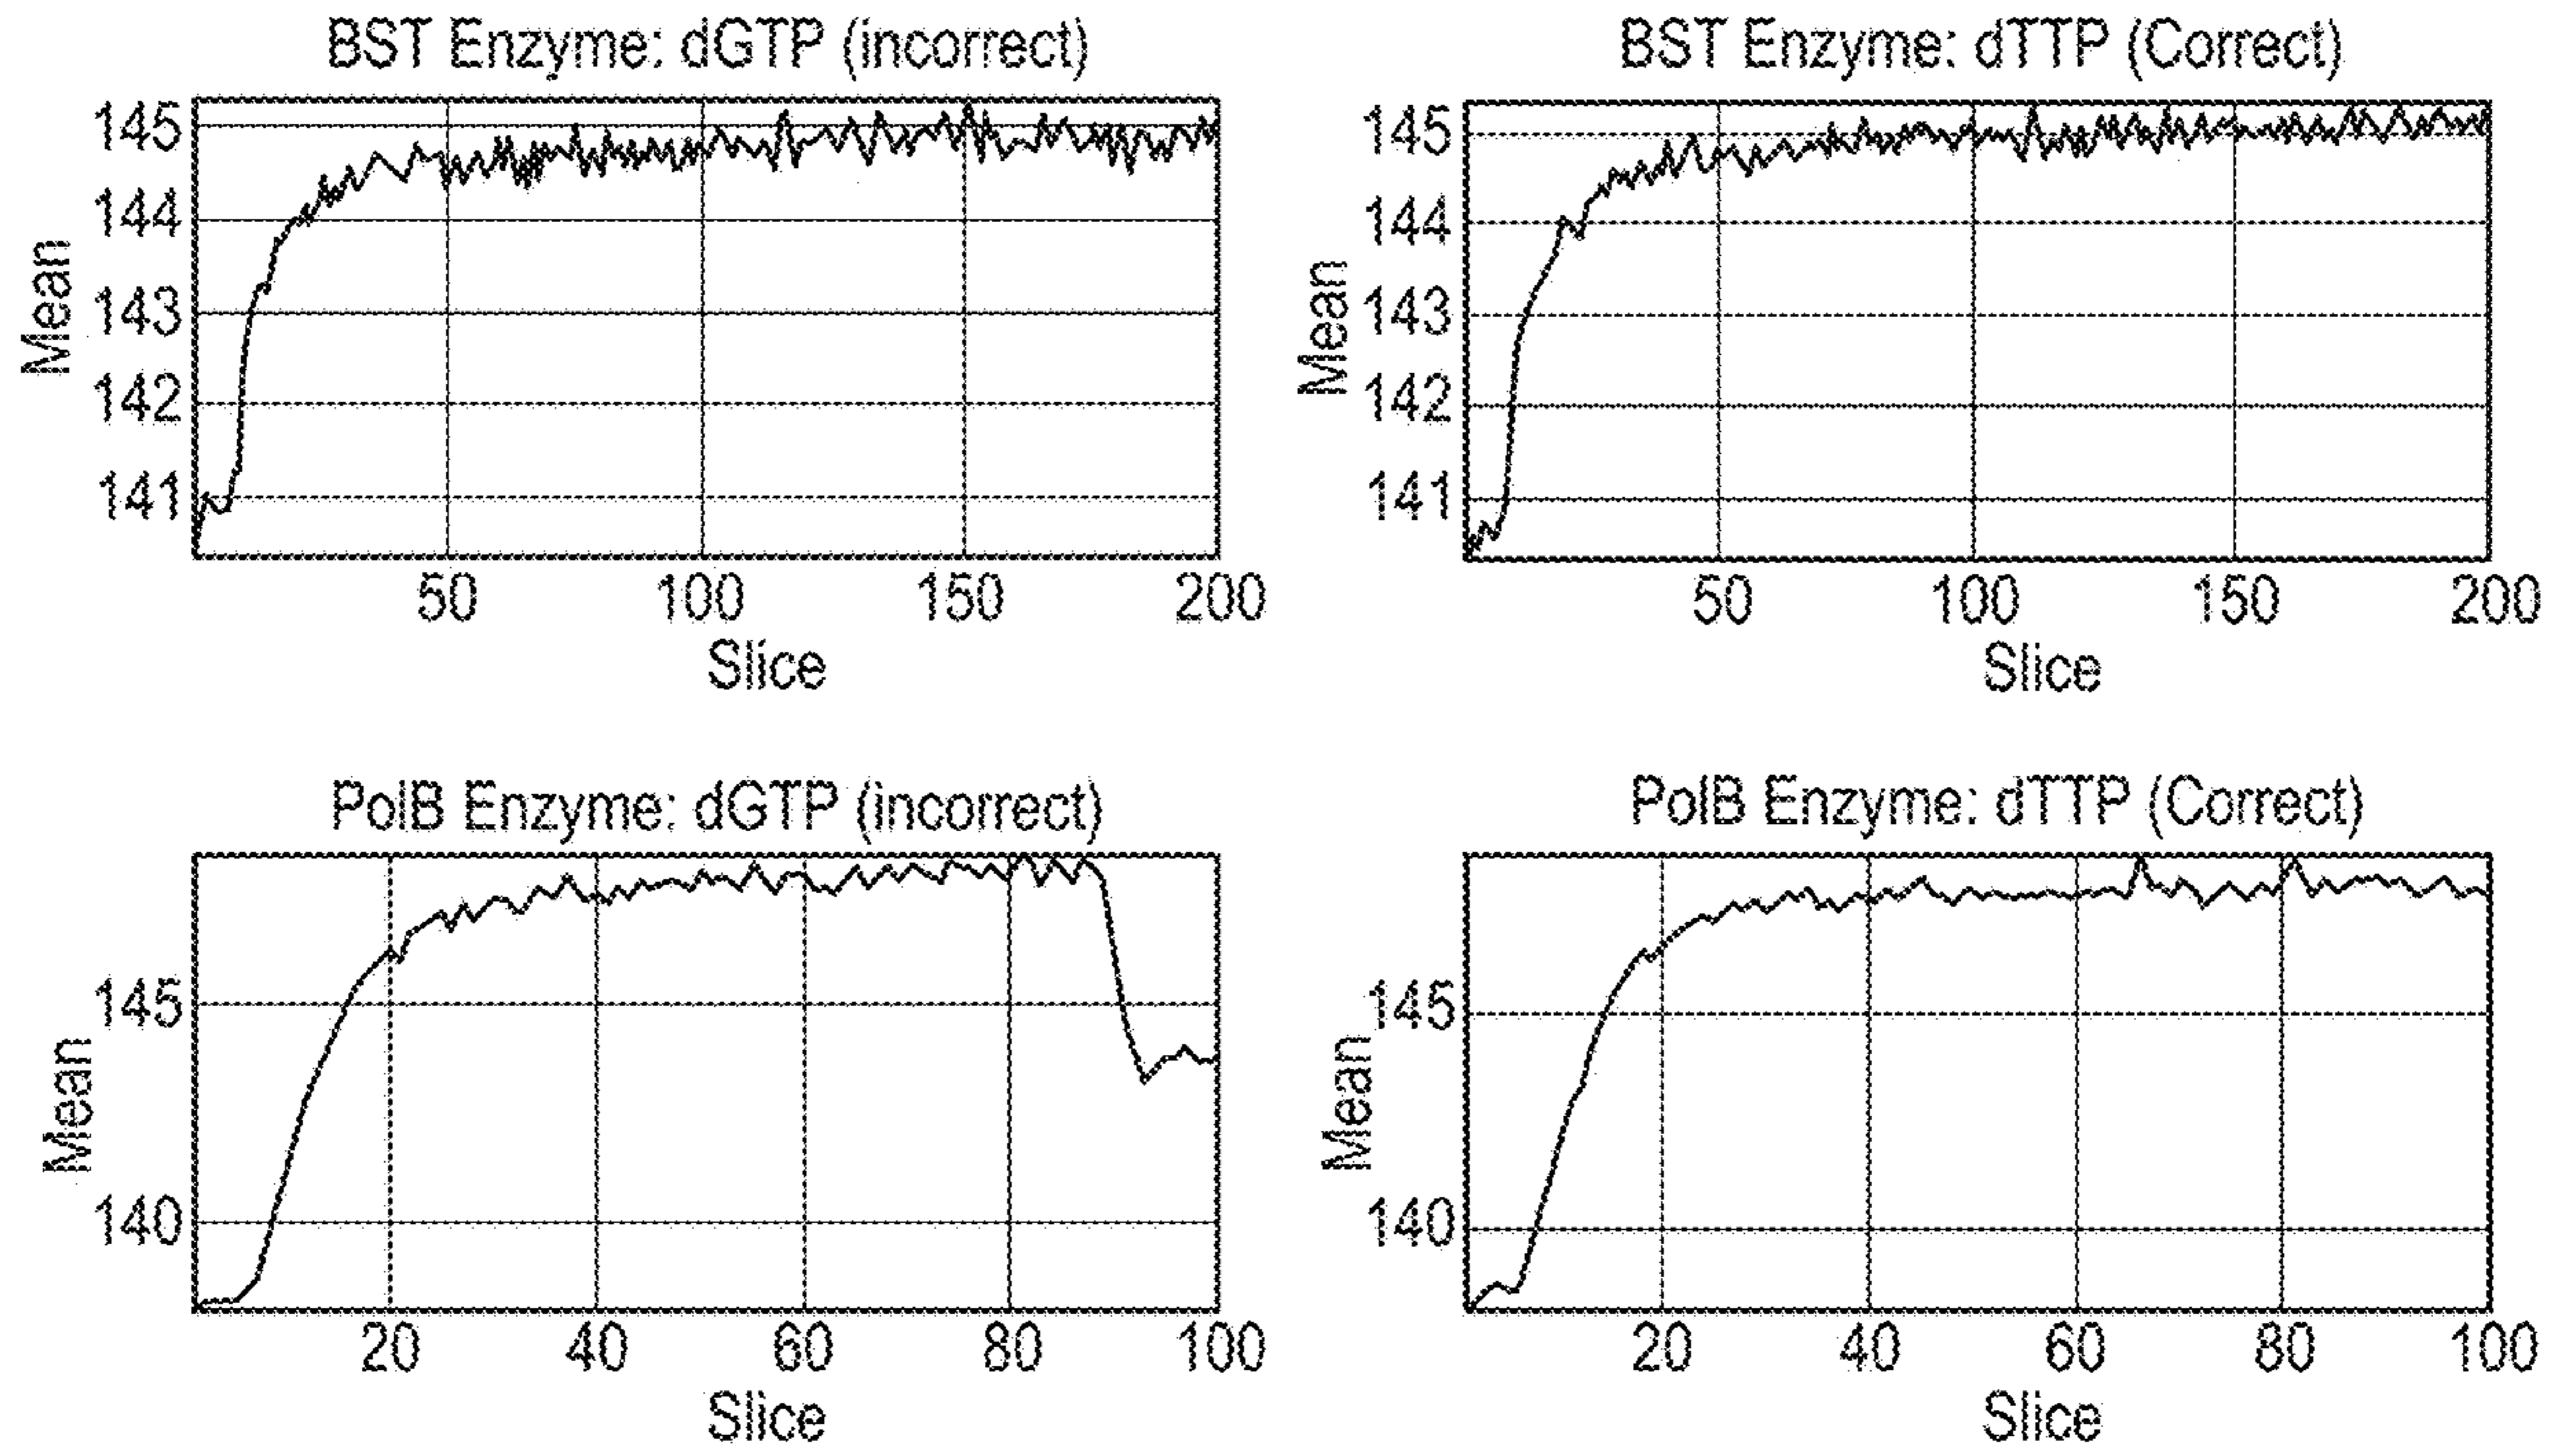 BST Enzyme: dGTP (incorrect)
145
144
143
142
141
Mean
50 100 150 200
Slice
BST Enzyme: dTTP (Correct)
145
144
143
142
141
Mean
50 100 150 200
Slice
PolB Enzyme: dGTP (incorrect)
145
140
Mean
20 40 60 80 100
Slice
PolB Enzyme: dTTP (Correct)
145
140
Mean
20 40 60 80 100
Slice